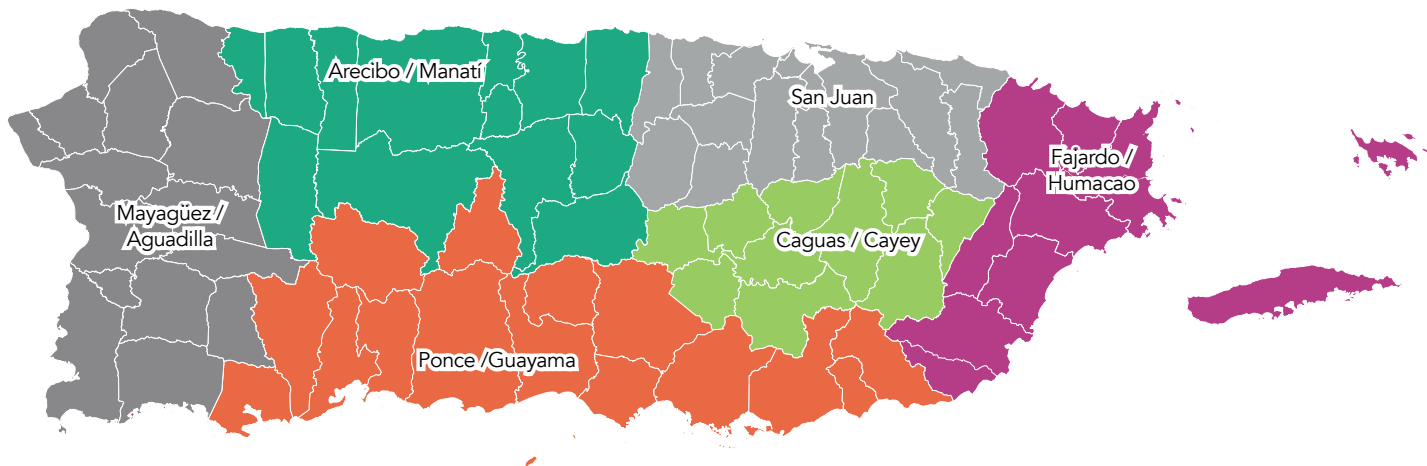 Arecibo / Manatí
San Juan
Fajardo /
Humacao
Mayagüez /
Aguadilla
Caguas / Cayey
Ponce /Guayama